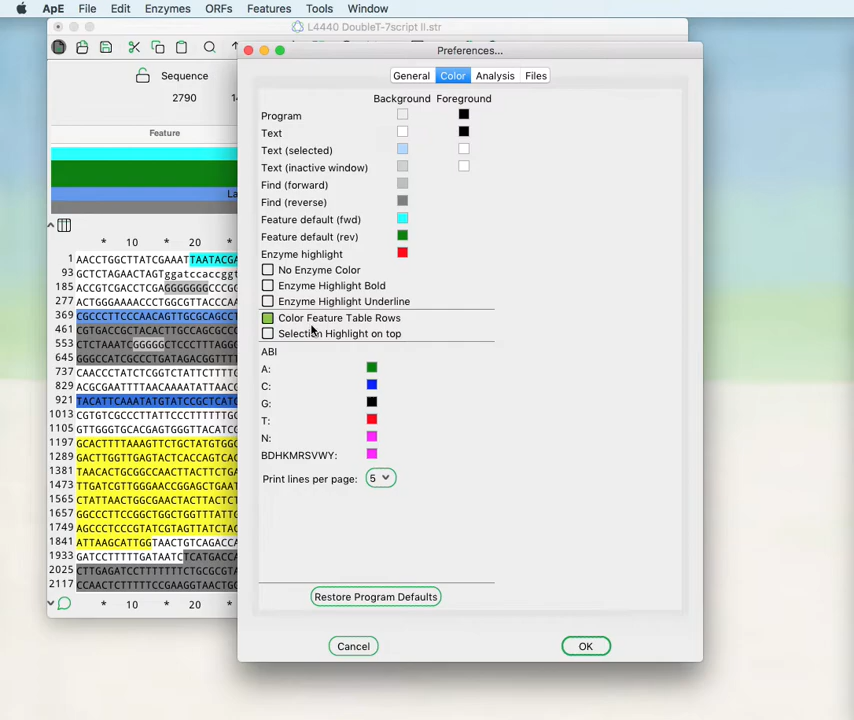 ApE File Edit Enzymes ORFs Features Tools Window
L4440 DoubleT-7script II.str
Preferences...
General Color Analysis Files
Sequence
2790
Feature
Background Foreground
Program
Text
Text (selected)
Text (inactive window)
Find (forward)
Find (reverse)
Feature default (fwd)
Feature default (rev)
Enzyme highlight
No Enzyme Color
Enzyme Highlight Bold
Enzyme Highlight Underline
Color Feature Table Rows
Selection Highlight on top
ABI
A:
C:
G:
T:
N:
BDHKMRSVWY:
Print lines per page: 5
Restore Program Defaults
Cancel OK
La
* 10 * 20
1 AACCTGGCTTATCGAAATTAATACGA
93 GCTCTAGAACTAGTggatccaccggt
185 ACCGTCGACCTCGAGGGGGGGCCCGG
277 ACTGGGAAAACCCTGGCGTTACCCAA
369 CGCCCTTCCCAACAGTTGCGCAGCCT
461 CGTGACCGCTACACTTGCCAGCGCCC
553 CTCTAAATCGGGGGCTCCCTTTAGGG
645 GGGCCATCGCCCTGATAGACGGTTTT
737 CAACCCTATCTCGGTCTATTCTTTTG
829 ACGCGAATTTTAACAAAATATTAACG
921 TACATTCAAATATGTATCCGCTCATG
1013 CGTGTCGCCCTTATTCCCTTTTTTGC
1105 GTTGGGTGCACGAGTGGGTTACATCG
1197 GCACTTTTAAAGTTCTGCTATGTGGC
1289 GACTTGGTTGAGTACTCACCAGTCAC
1381 TAACACTGCGGCCAACTTACTTCTGA
1473 TTGATCGTTGGGAACCGGAGCTGAAT
1565 CTATTAACTGGCGAACTACTTACTCT
1657 GGCCCTTCCGGCTGGCTGGTTTATTG
1749 AGCCCTCCCGTATCGTAGTTATCTAC
1841 ATTAAGCATTGGTAACTGTCAGACCA
1933 GATCCTTTTTGATAATCTCATGACCA
2025 CTTGAGATCCTTTTTTTCTGCGCGTA
2117 CCAACTCTTTTTCCGAAGGTAACTGG
* 10 * 20